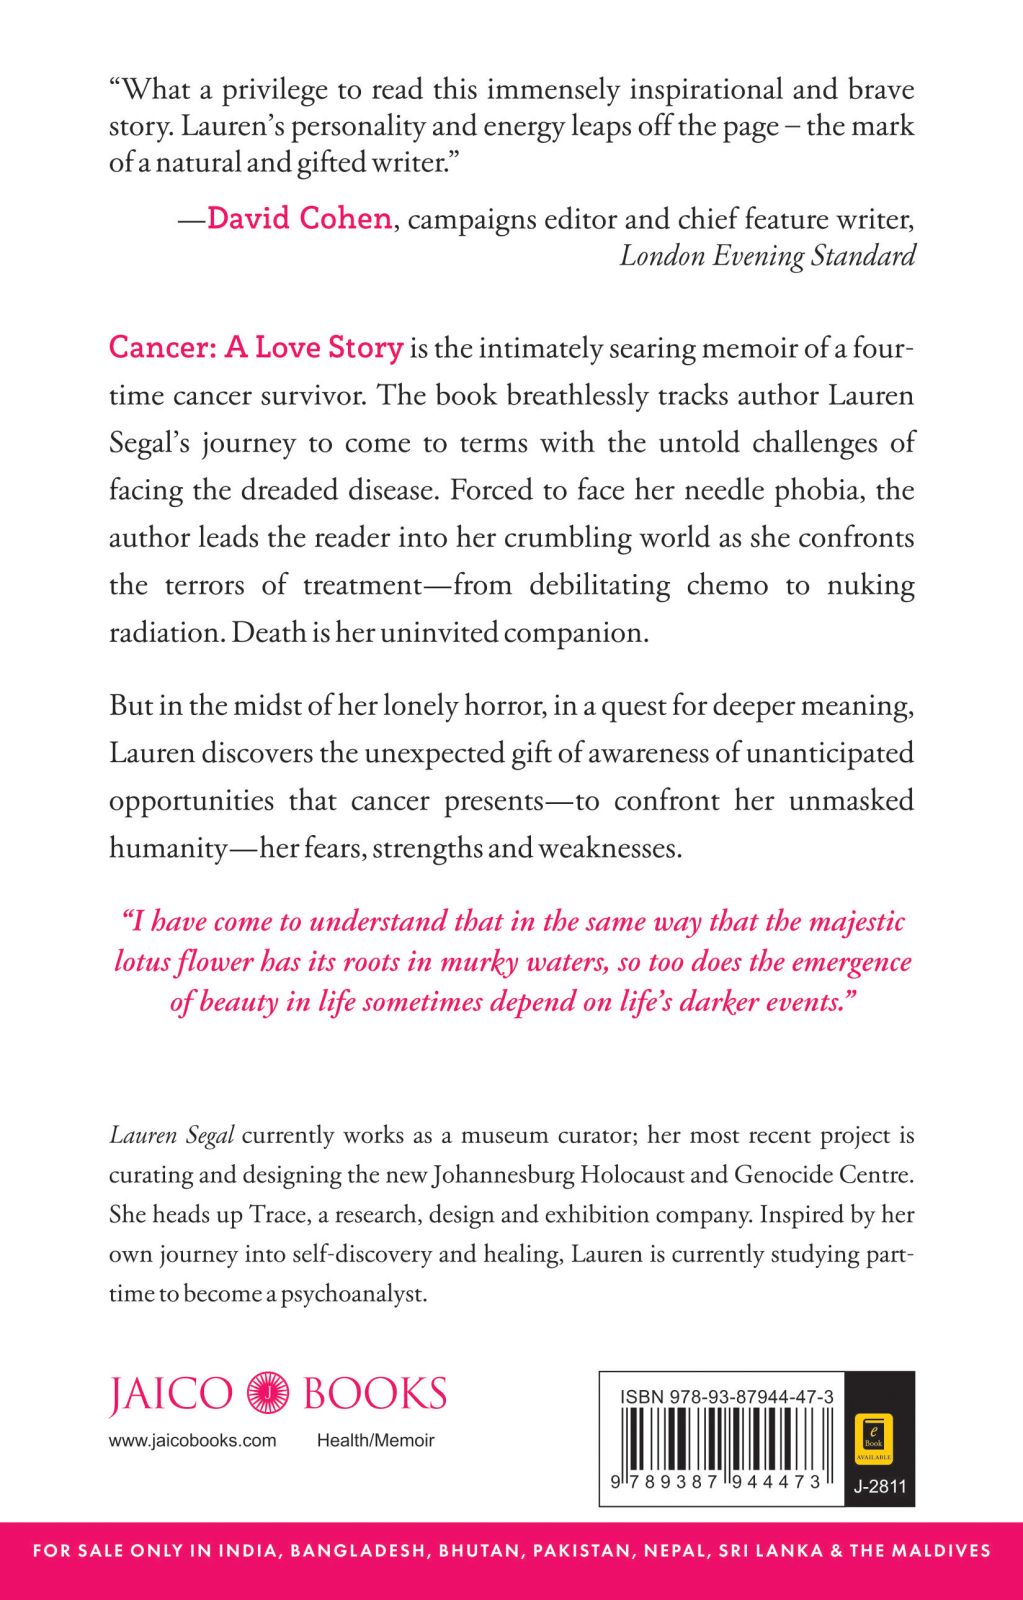 “What a privilege to read this immensely inspirational and brave
story. Lauren’s personality and energy leaps off the page – the mark
of a natural and gifted writer.”
—David Cohen, campaigns editor and chief feature writer,
London Evening Standard
Cancer: A Love Story is the intimately searing memoir of a four-
time cancer survivor. The book breathlessly tracks author Lauren
Segal’s journey to come to terms with the untold challenges of
facing the dreaded disease. Forced to face her needle phobia, the
author leads the reader into her crumbling world as she confronts
the terrors of treatment—from debilitating chemo to nuking
radiation. Death is her uninvited companion.
But in the midst of her lonely horror, in a quest for deeper meaning,
Lauren discovers the unexpected gift of awareness of unanticipated
opportunities that cancer presents—to confront her unmasked
humanity—her fears, strengths and weaknesses.
“I have come to understand that in the same way that the majestic
lotus flower has its roots in murky waters, so too does the emergence
of beauty in life sometimes depend on life’s darker events.”
Lauren Segal currently works as a museum curator; her most recent project is
curating and designing the new Johannesburg Holocaust and Genocide Centre.
She heads up Trace, a research, design and exhibition company. Inspired by her
own journey into self-discovery and healing, Lauren is currently studying part-
time to become a psychoanalyst.
JAICO J BOOKS
www.jaicobooks.com Health/Memoir
ISBN 978-93-87944-47-3
9 789387 944473
e
Book
AVAILABLE
J-2811
FOR SALE ONLY IN INDIA, BANGLADESH, BHUTAN, PAKISTAN, NEPAL, SRI LANKA & THE MALDIVES